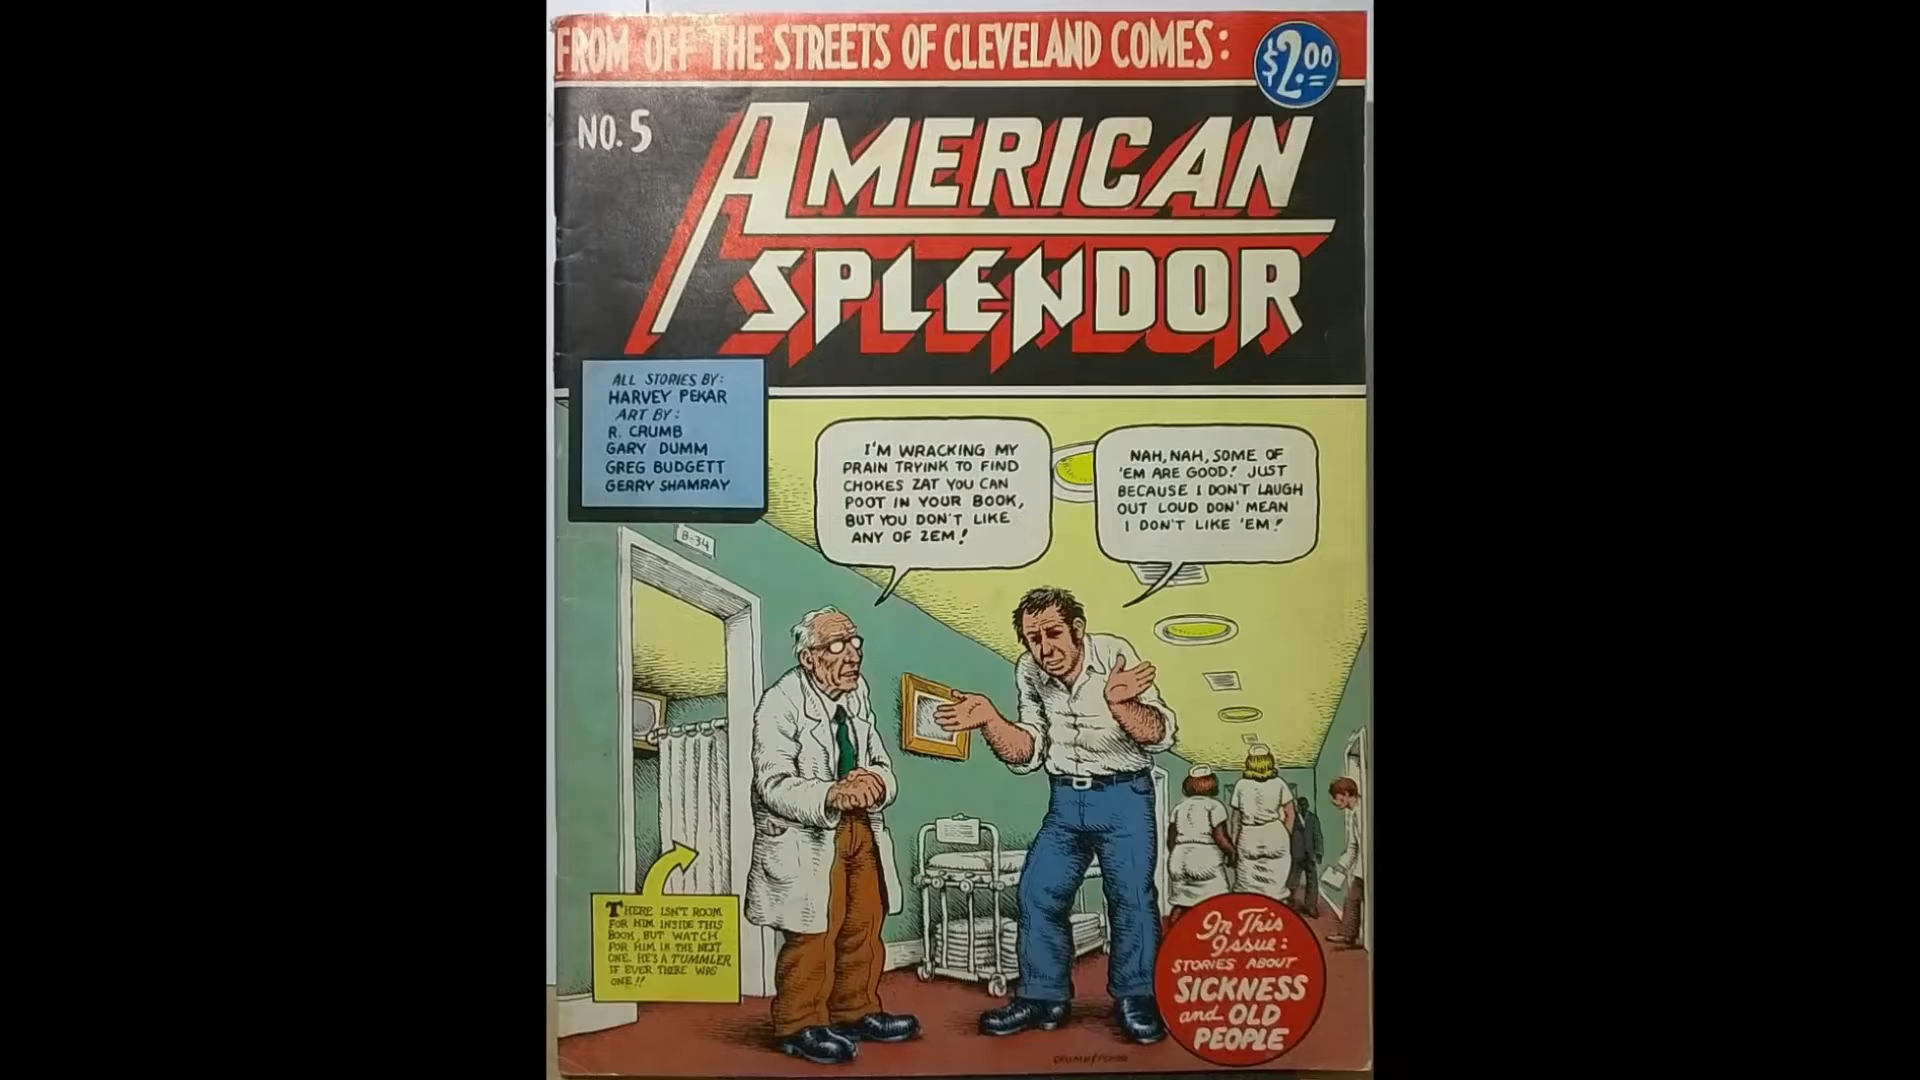 FROM OFF THE STREETS OF CLEVELAND COMES:
$2.00
NO. 5
AMERICAN
SPLENDOR
ALL STORIES BY:
HARVEY PEKAR
ART BY:
R. CRUMB
GARY DUMM
GREG BUDGETT
GERRY SHAMRAY
I'M WRACKING MY
PRAIN TRYINK TO FIND
CHOKES ZAT YOU CAN
POOT IN YOUR BOOK,
BUT YOU DON'T LIKE
ANY OF ZEM!
NAH, NAH, SOME OF
'EM ARE GOOD! JUST
BECAUSE I DON'T LAUGH
OUT LOUD DON' MEAN
I DON'T LIKE 'EM!
B-34
THERE ISN'T ROOM
FOR HIM INSIDE THIS
BOOK, BUT WATCH
FOR HIM IN THE NEXT
ONE. HE'S A TUMMLER
IF EVER THERE WAS
ONE!!
In This
Issue:
STORIES ABOUT
SICKNESS
and OLD
PEOPLE